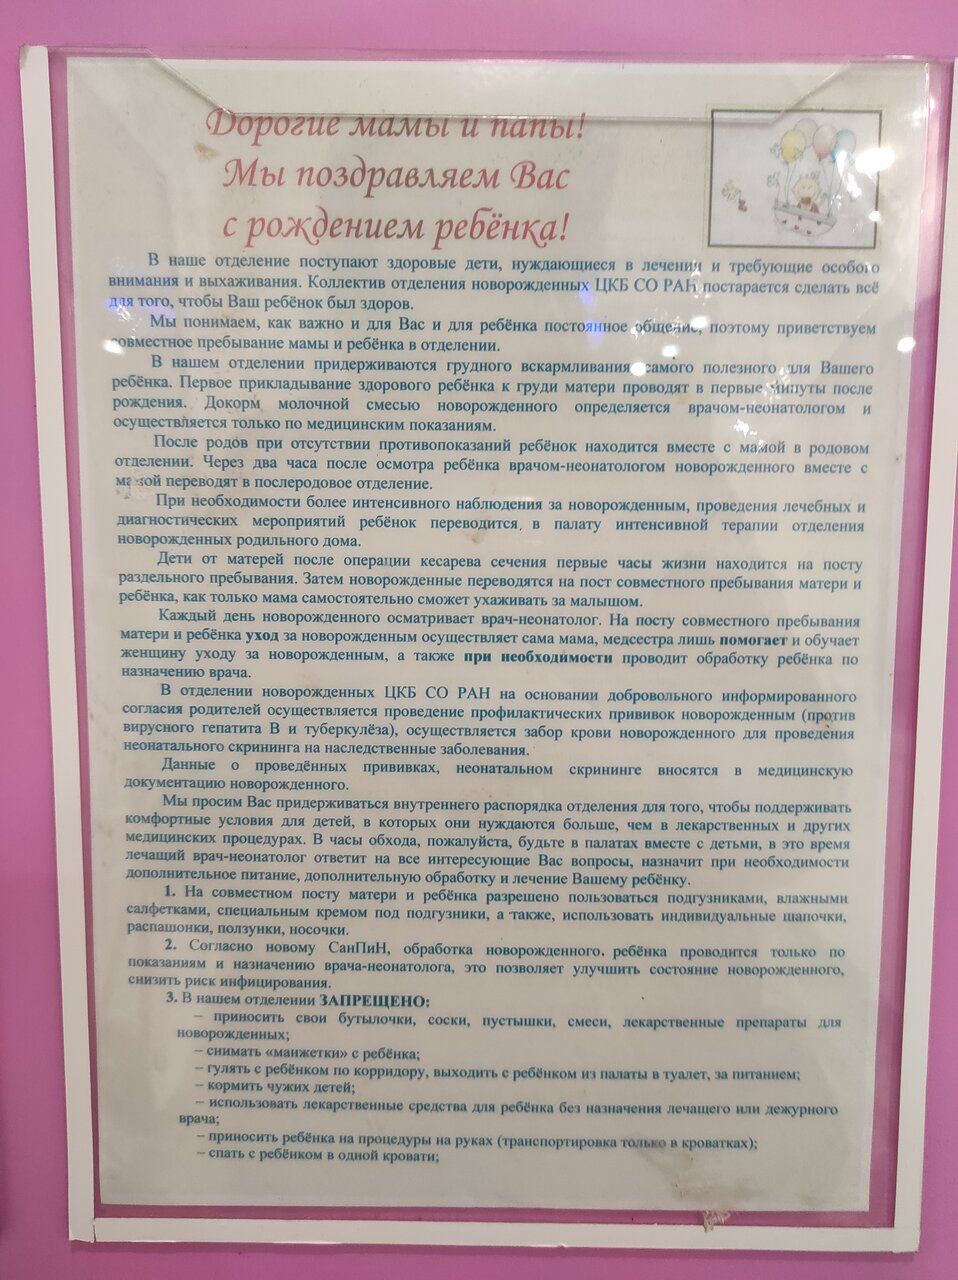 Дорогие мамы и папы!
Мы поздравляем Вас
с рождением ребёнка!
В наше отделение поступают здоровые дети, нуждающиеся в лечении и требующие особого
внимания и выхаживания. Коллектив отделения новорожденных ЦКБ СО РАН постарается сделать всё
для того, чтобы Ваш ребёнок был здоров.
Мы понимаем, как важно и для Вас и для ребёнка постоянное общение, поэтому приветствуем
совместное пребывание мамы и ребёнка в отделении.
В нашем отделении придерживаются грудного вскармливания самого полезного для Вашего
ребёнка. Первое прикладывание здорового ребёнка к груди матери проводят в первые минуты после
рождения. Докорм молочной смесью новорожденного определяется врачом-неонатологом и
осуществляется только по медицинским показаниям.
После родов при отсутствии противопоказаний ребёнок находится вместе с мамой в родовом
отделении. Через два часа после осмотра ребёнка врачом-неонатологом новорожденного вместе с
мамой переводят в послеродовое отделение.
При необходимости более интенсивного наблюдения за новорожденным, проведения лечебных и
диагностических мероприятий ребёнок переводится в палату интенсивной терапии отделения
новорожденных родильного дома.
Дети от матерей после операции кесарева сечения первые часы жизни находится на посту
раздельного пребывания. Затем новорожденные переводятся на пост совместного пребывания матери и
ребёнка, как только мама самостоятельно сможет ухаживать за малышом.
Каждый день новорожденного осматривает врач-неонатолог. На посту совместного пребывания
матери и ребёнка уход за новорожденным осуществляет сама мама, медсестра лишь помогает и обучает
женщину уходу за новорожденным, а также при необходимости проводит обработку ребёнка по
назначению врача.
В отделении новорожденных ЦКБ СО РАН на основании добровольного информированного
согласия родителей осуществляется проведение профилактических прививок новорожденным (против
вирусного гепатита В и туберкулёза), осуществляется забор крови новорожденного для проведения
неонатального скрининга на наследственные заболевания.
Данные о проведённых прививках, неонатальном скрининге вносятся в медицинскую
документацию новорожденного.
Мы просим Вас придерживаться внутреннего распорядка отделения для того, чтобы поддерживать
комфортные условия для детей, в которых они нуждаются больше, чем в лекарственных и других
медицинских процедурах. В часы обхода, пожалуйста, будьте в палатах вместе с детьми, в это время
лечащий врач-неонатолог ответит на все интересующие Вас вопросы, назначит при необходимости
дополнительное питание, дополнительную обработку и лечение Вашему ребёнку.
1. На совместном посту матери и ребёнка разрешено пользоваться подгузниками, влажными
салфетками, специальным кремом под подгузники, а также, использовать индивидуальные шапочки,
распашонки, ползунки, носочки.
2. Согласно новому СанПиН, обработка новорожденного. ребёнка проводится только по
показаниям и назначению врача-неонатолога, это позволяет улучшить состояние новорожденного,
снизить риск инфицирования.
3. В нашем отделении ЗАПРЕЩЕНО:
– приносить свои бутылочки, соски, пустышки, смеси, лекарственные препараты для
новорожденных;
– снимать «манжетки» с ребёнка;
– гулять с ребёнком по корридору, выходить с ребёнком из палаты в туалет, за питанием;
– кормить чужих детей;
– использовать лекарственные средства для ребёнка без назначения лечащего или дежурного
врача;
– приносить ребёнка на процедуры на руках (транспортировка только в кроватках);
– спать с ребёнком в одной кровати;